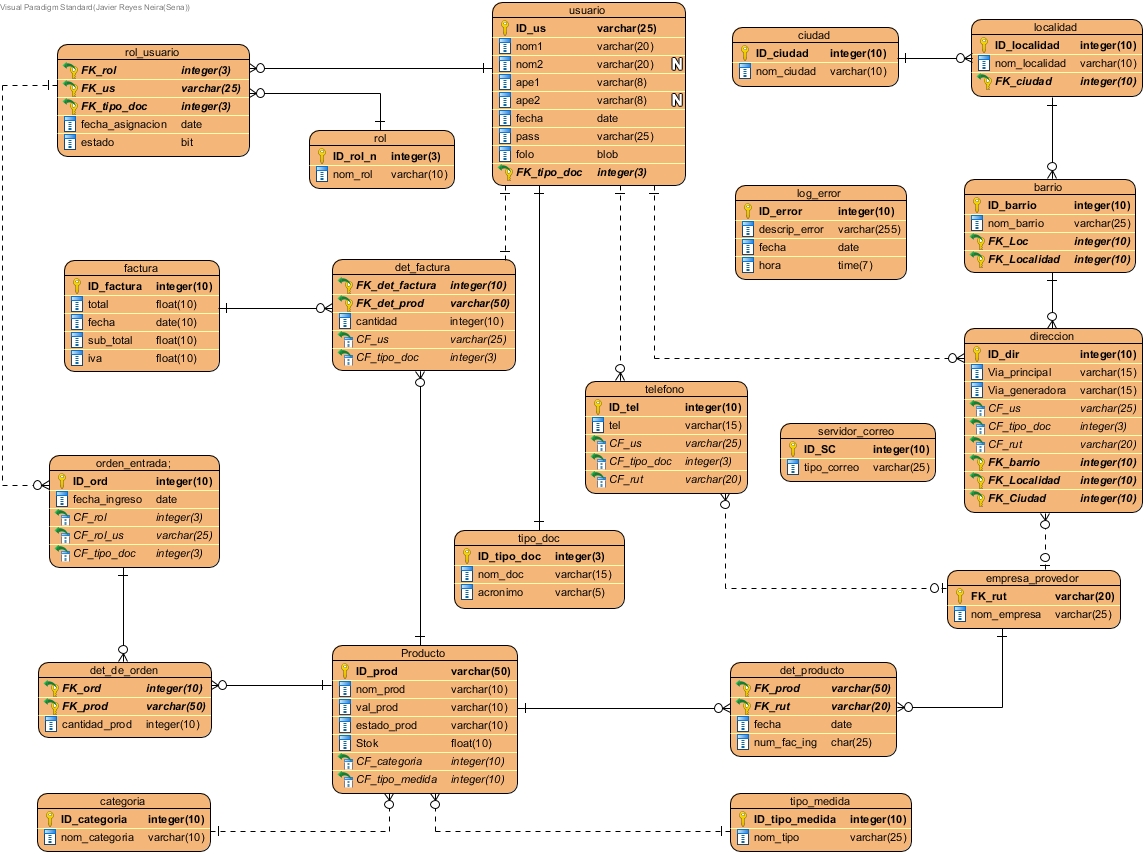 Visual Paradigm Standard(Javier Reyes Neira(Sena))
usuario
ID_us varchar(25)
nom1 varchar(20)
nom2 varchar(20) N
ape1 varchar(8)
ape2 varchar(8) N
fecha date
pass varchar(25)
folo blob
FK_tipo_doc integer(3)
rol_usuario
FK_rol integer(3)
FK_us varchar(25)
FK_tipo_doc integer(3)
fecha_asignacion date
estado bit
rol
ID_rol_n integer(3)
nom_rol varchar(10)
ciudad
ID_ciudad integer(10)
nom_ciudad varchar(10)
localidad
ID_localidad integer(10)
nom_localidad varchar(10)
FK_ciudad integer(10)
log_error
ID_error integer(10)
descrip_error varchar(255)
fecha date
hora time(7)
barrio
ID_barrio integer(10)
nom_barrio varchar(25)
FK_Loc integer(10)
FK_Localidad integer(10)
factura
ID_factura integer(10)
total float(10)
fecha date(10)
sub_total float(10)
iva float(10)
det_factura
FK_det_factura integer(10)
FK_det_prod varchar(50)
cantidad integer(10)
CF_us varchar(25)
CF_tipo_doc integer(3)
direccion
ID_dir integer(10)
Via_principal varchar(15)
Via_generadora varchar(15)
CF_us varchar(25)
CF_tipo_doc integer(3)
CF_rut varchar(20)
FK_barrio integer(10)
FK_Localidad integer(10)
FK_Ciudad integer(10)
telefono
ID_tel integer(10)
tel varchar(15)
CF_us varchar(25)
CF_tipo_doc integer(3)
CF_rut varchar(20)
servidor_correo
ID_SC integer(10)
tipo_correo varchar(25)
orden_entrada;
ID_ord integer(10)
fecha_ingreso date
CF_rol integer(3)
CF_rol_us varchar(25)
CF_tipo_doc integer(3)
tipo_doc
ID_tipo_doc integer(3)
nom_doc varchar(15)
acronimo varchar(5)
empresa_provedor
FK_rut varchar(20)
nom_empresa varchar(25)
det_de_orden
FK_ord integer(10)
FK_prod varchar(50)
cantidad_prod integer(10)
Producto
ID_prod varchar(50)
nom_prod varchar(10)
val_prod varchar(10)
estado_prod varchar(10)
Stok float(10)
CF_categoria integer(10)
CF_tipo_medida integer(10)
det_producto
FK_prod varchar(50)
FK_rut varchar(20)
fecha date
num_fac_ing char(25)
categoria
ID_categoria integer(10)
nom_categoria varchar(10)
tipo_medida
ID_tipo_medida integer(10)
nom_tipo varchar(25)